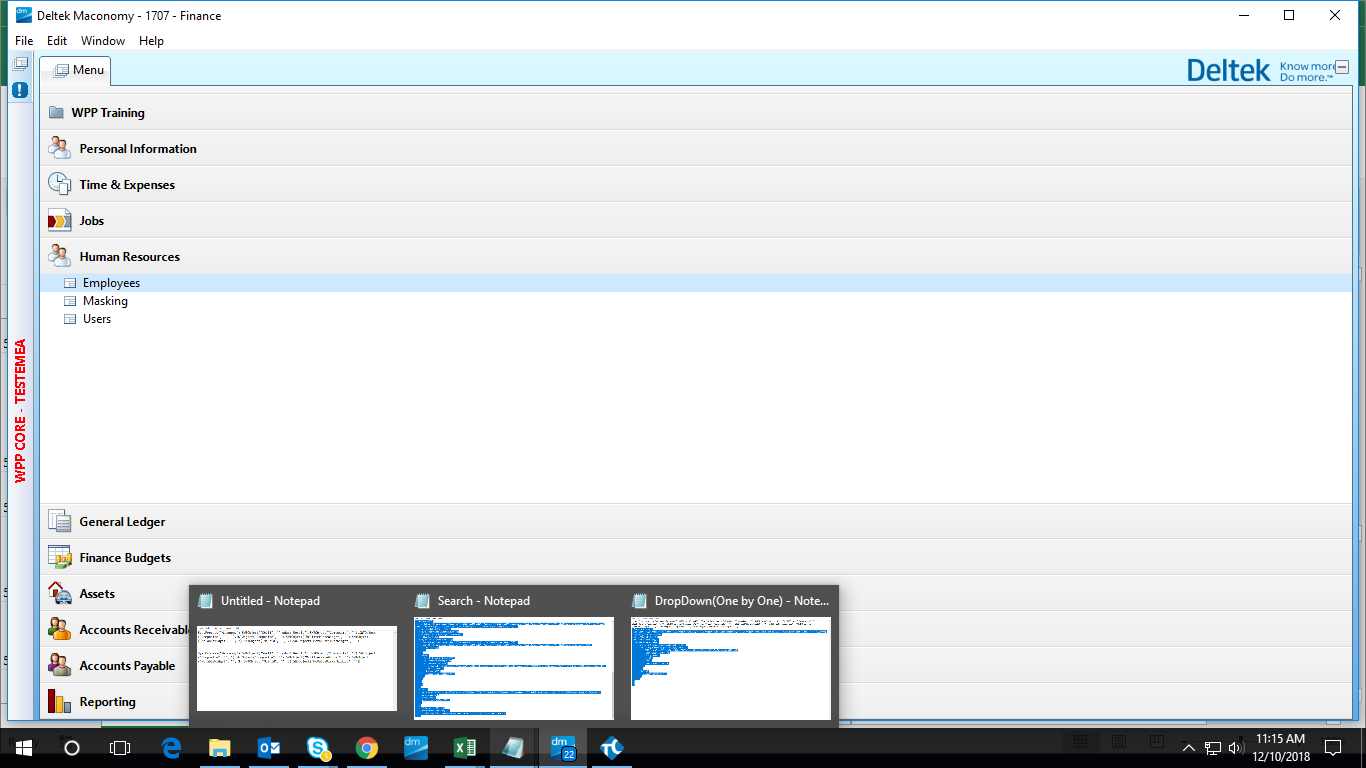 Deltek Maconomy - 1707 - Finance
File Edit Window Help
Menu
Deltek Know more
Do more.™
WPP Training
Personal Information
Time & Expenses
Jobs
Human Resources
Employees
Masking
Users
WPP CORE - TESTEMEA
General Ledger
Finance Budgets
Assets
Accounts Receivabl
Accounts Payable
Reporting
Untitled - Notepad
Search - Notepad
DropDown(One by One) - Note...
dm
22
11:15 AM
12/10/2018